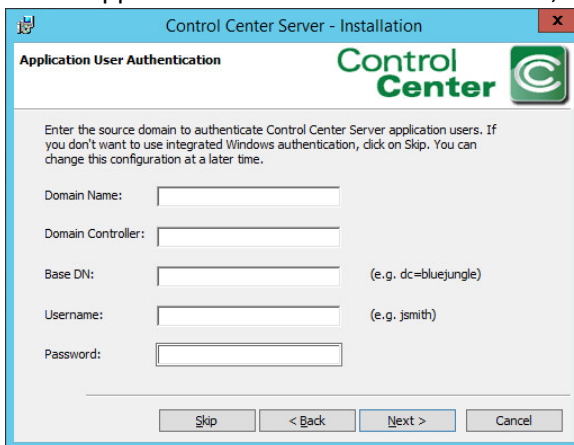 Control Center Server - Installation
x
Application User Authentication
Control
Center
C
Enter the source domain to authenticate Control Center Server application users. If
you don't want to use integrated Windows authentication, click on Skip. You can
change this configuration at a later time.
Domain Name:
Domain Controller:
Base DN: (e.g. dc=bluejungle)
Username: (e.g. jsmith)
Password:
Skip < Back Next > Cancel